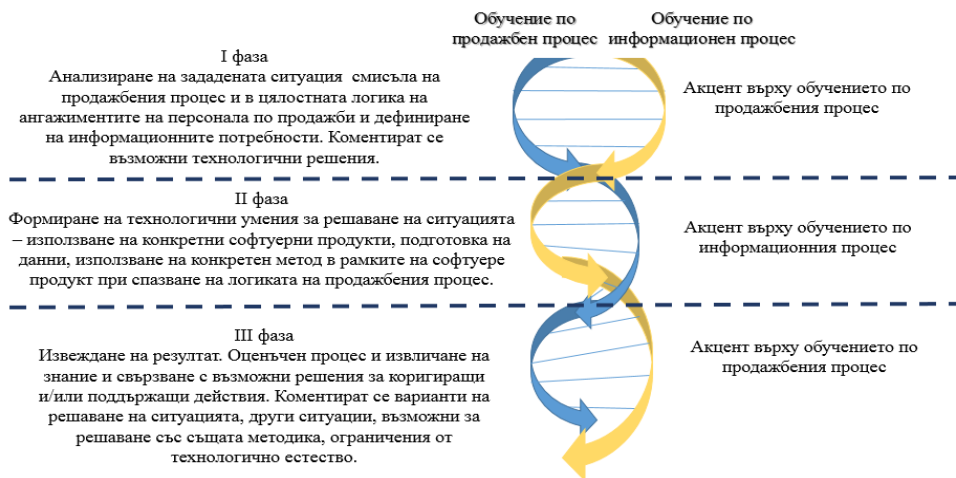 Обучение по
продажбен процес
Обучение по
информационен процес
I фаза
Анализиране на зададената ситуация смисъла на
продажбения процес и в цялостната логика на
ангажиментите на персонала по продажби и дефиниране
на информационните потребности. Коментират се
възможни технологични решения.
Акцент върху обучението по
продажбения процес
II фаза
Формиране на технологични умения за решаване на ситуацията
– използване на конкретни софтуерни продукти, подготовка на
данни, използване на конкретен метод в рамките на софтуере
продукт при спазване на логиката на продажбения процес.
Акцент върху обучението по
информационния процес
III фаза
Извеждане на резултат. Оценъчен процес и извличане на
знание и свързване с възможни решения за коригиращи
и/или поддържащи действия. Коментират се варианти на
решаване на ситуацията, други ситуации, възможни за
решаване със същата методика, ограничения от
технологично естество.
Акцент върху обучението по
продажбения процес